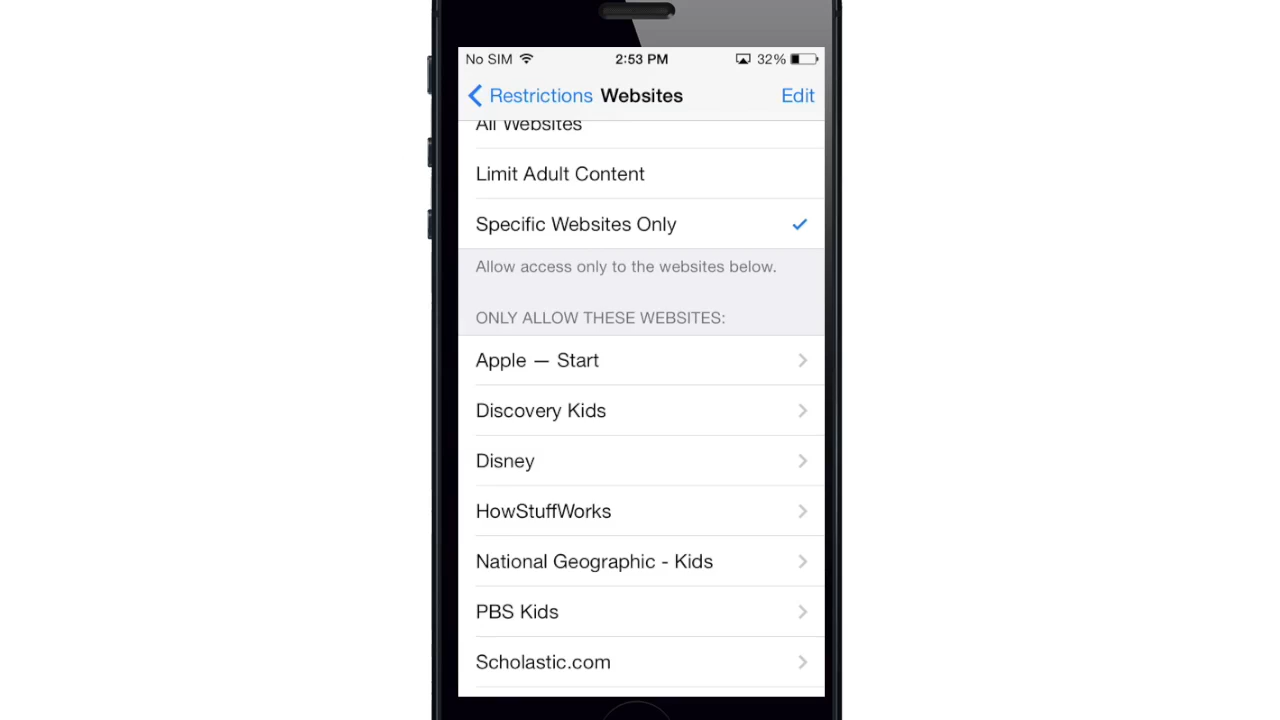 No SIM 2:53 PM 32%
Restrictions Websites Edit
All Websites
Limit Adult Content
Specific Websites Only
Allow access only to the websites below.
ONLY ALLOW THESE WEBSITES:
Apple — Start
Discovery Kids
Disney
HowStuffWorks
National Geographic - Kids
PBS Kids
Scholastic.com